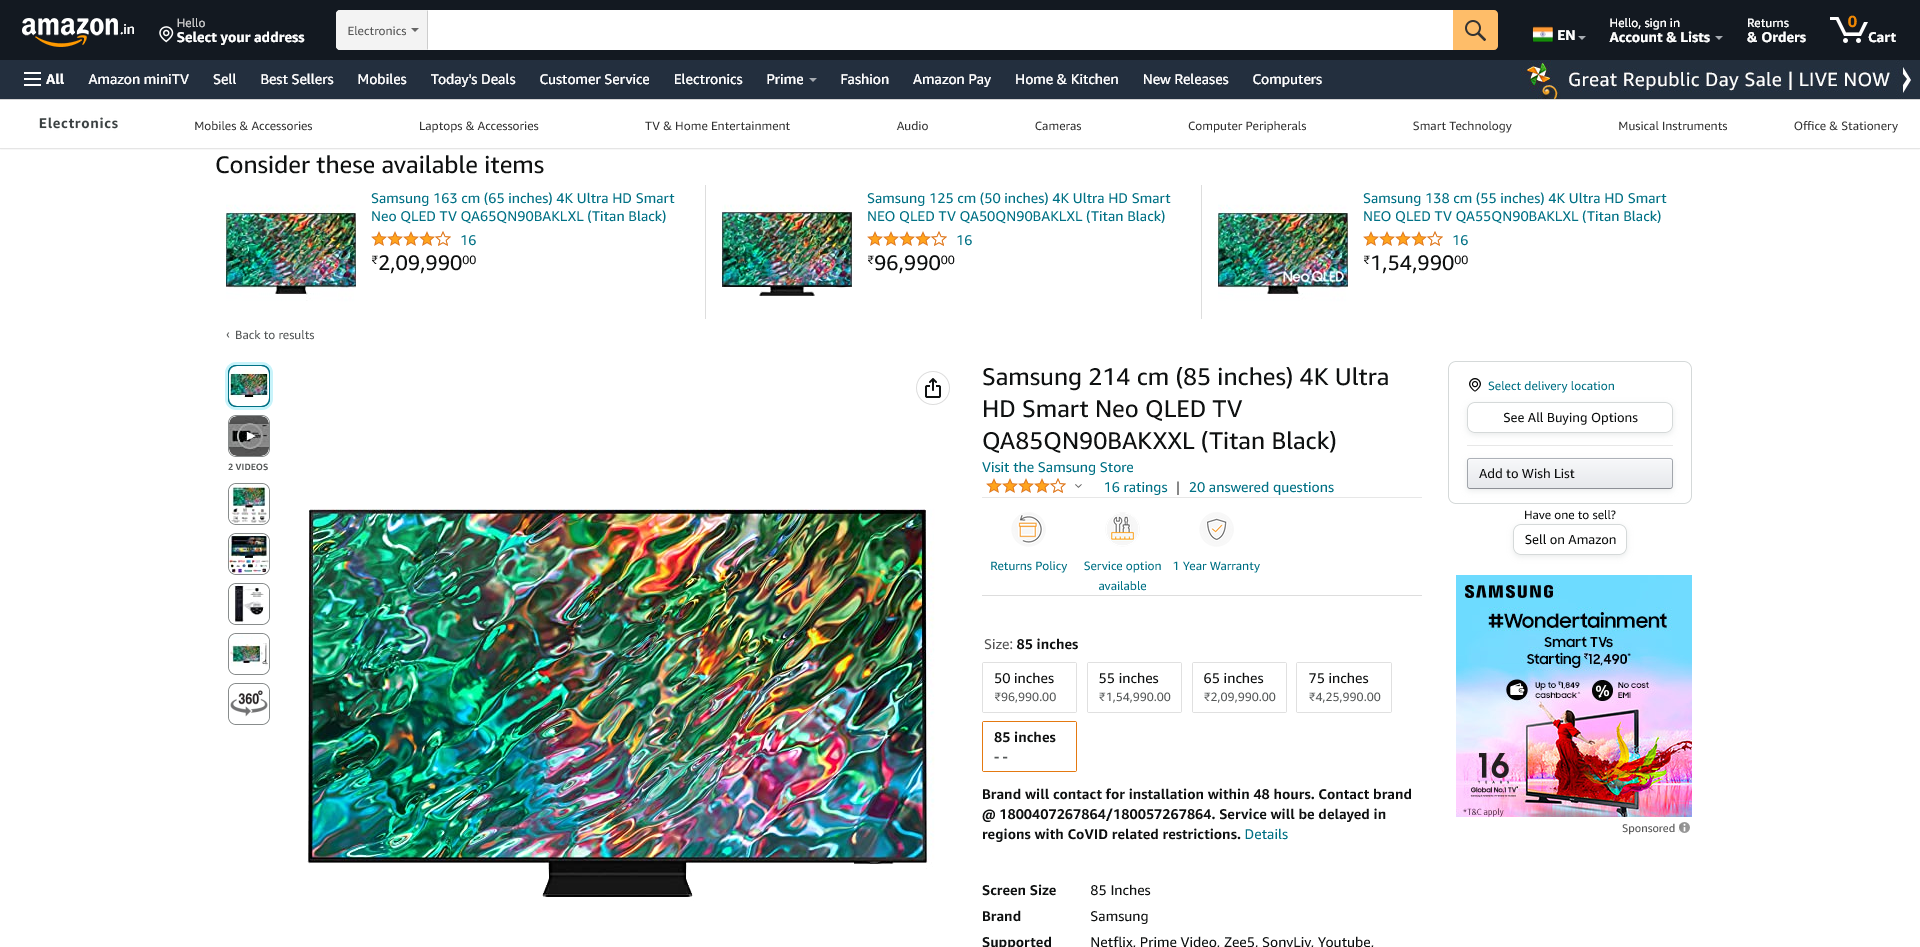 amazon.in
Hello
Select your address
Electronics
EN
Hello, sign in
Account & Lists
Returns
& Orders
0
Cart
All
Amazon miniTV
Sell
Best Sellers
Mobiles
Today's Deals
Customer Service
Electronics
Prime
Fashion
Amazon Pay
Home & Kitchen
New Releases
Computers
Great Republic Day Sale | LIVE NOW
Electronics
Mobiles & Accessories
Laptops & Accessories
TV & Home Entertainment
Audio
Cameras
Computer Peripherals
Smart Technology
Musical Instruments
Office & Stationery
Consider these available items
Samsung 163 cm (65 inches) 4K Ultra HD Smart
Neo QLED TV QA65QN90BAKLXL (Titan Black)
16
₹2,09,99000
Samsung 125 cm (50 inches) 4K Ultra HD Smart
NEO QLED TV QA50QN90BAKLXL (Titan Black)
16
₹96,99000
Neo QLED
Samsung 138 cm (55 inches) 4K Ultra HD Smart
NEO QLED TV QA55QN90BAKLXL (Titan Black)
16
₹1,54,99000
‹ Back to results
2 VIDEOS
360°
Samsung 214 cm (85 inches) 4K Ultra
HD Smart Neo QLED TV
QA85QN90BAKXXL (Titan Black)
Visit the Samsung Store
16 ratings | 20 answered questions
Returns Policy
Service option
available
1 Year Warranty
Size: 85 inches
50 inches
₹96,990.00
55 inches
₹1,54,990.00
65 inches
₹2,09,990.00
75 inches
₹4,25,990.00
85 inches
- -
Brand will contact for installation within 48 hours. Contact brand
@ 1800407267864/180057267864. Service will be delayed in
regions with CoVID related restrictions. Details
Screen Size 85 Inches
Brand Samsung
Supported Netflix, Prime Video, Zee5, SonyLiv, Youtube,
Select delivery location
See All Buying Options
Add to Wish List
Have one to sell?
Sell on Amazon
SAMSUNG
#Wondertainment
Smart TVs
Starting ₹12,490*
Up to ₹1,849
cashback*
%
No cost
EMI
16
YEARS
Global No.1 TV*
*T&C apply
Sponsored